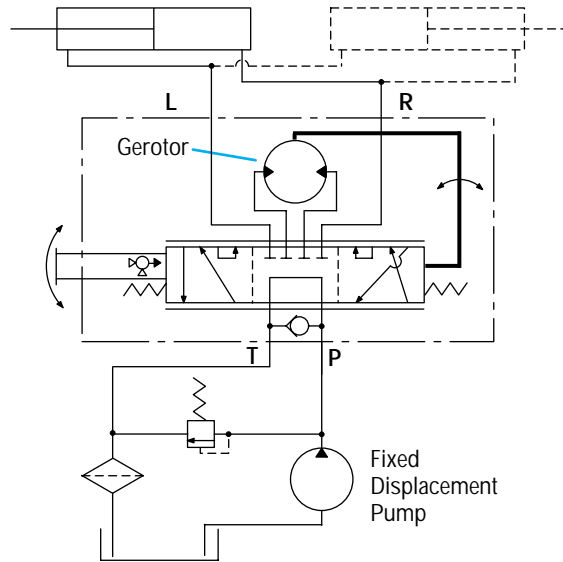 L
R
Gerotor
T
P
Fixed
Displacement
Pump